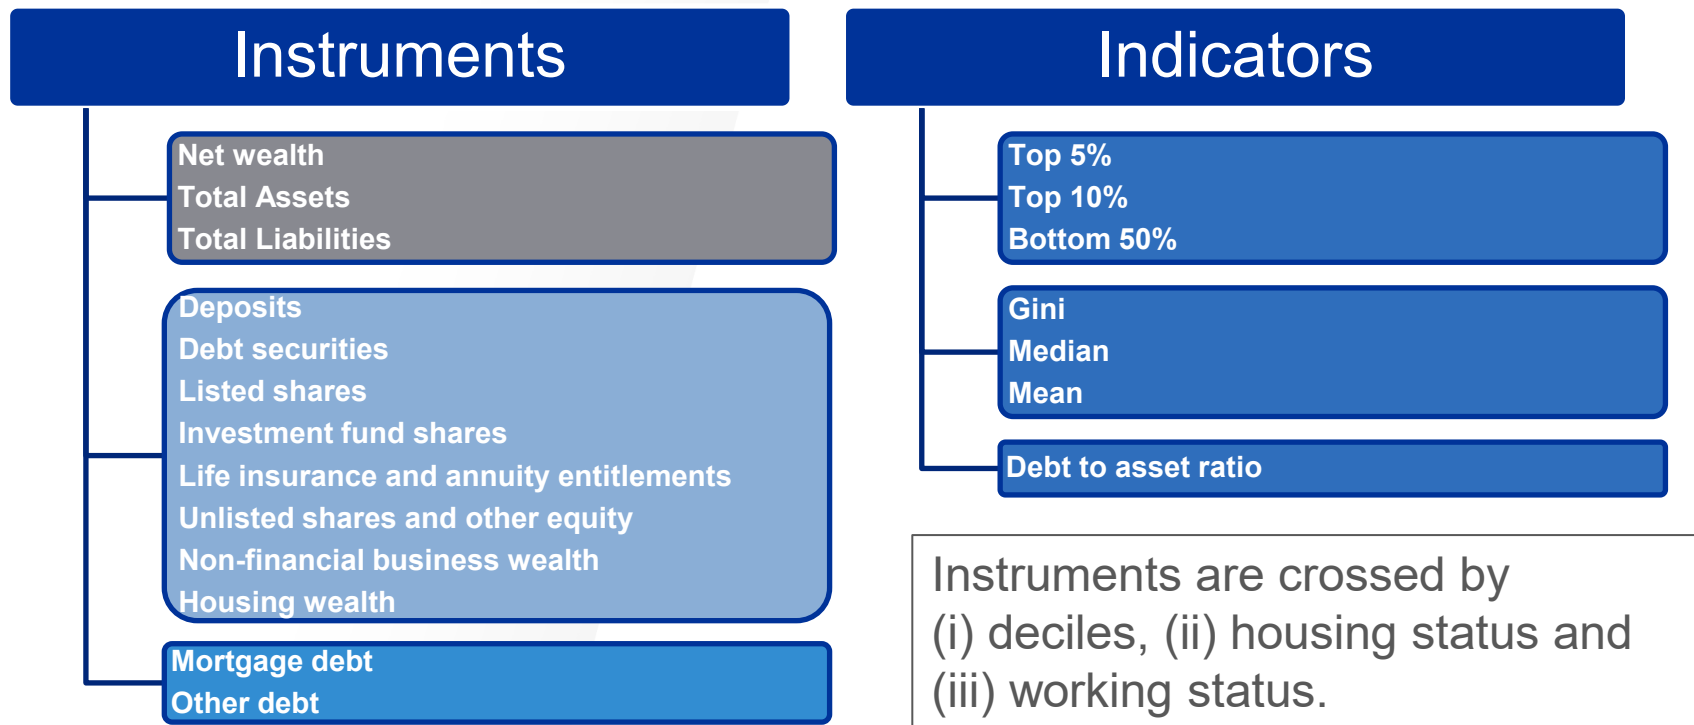 Instruments
Net wealth
Total Assets
Total Liabilities
Deposits
Debt securities
Listed shares
Investment fund shares
Life insurance and annuity entitlements
Unlisted shares and other equity
Non-financial business wealth
Housing wealth
Mortgage debt
Other debt
Indicators
Top 5%
Top 10%
Bottom 50%
Gini
Median
Mean
Debt to asset ratio
Instruments are crossed by
(i) deciles, (ii) housing status and
(iii) working status.